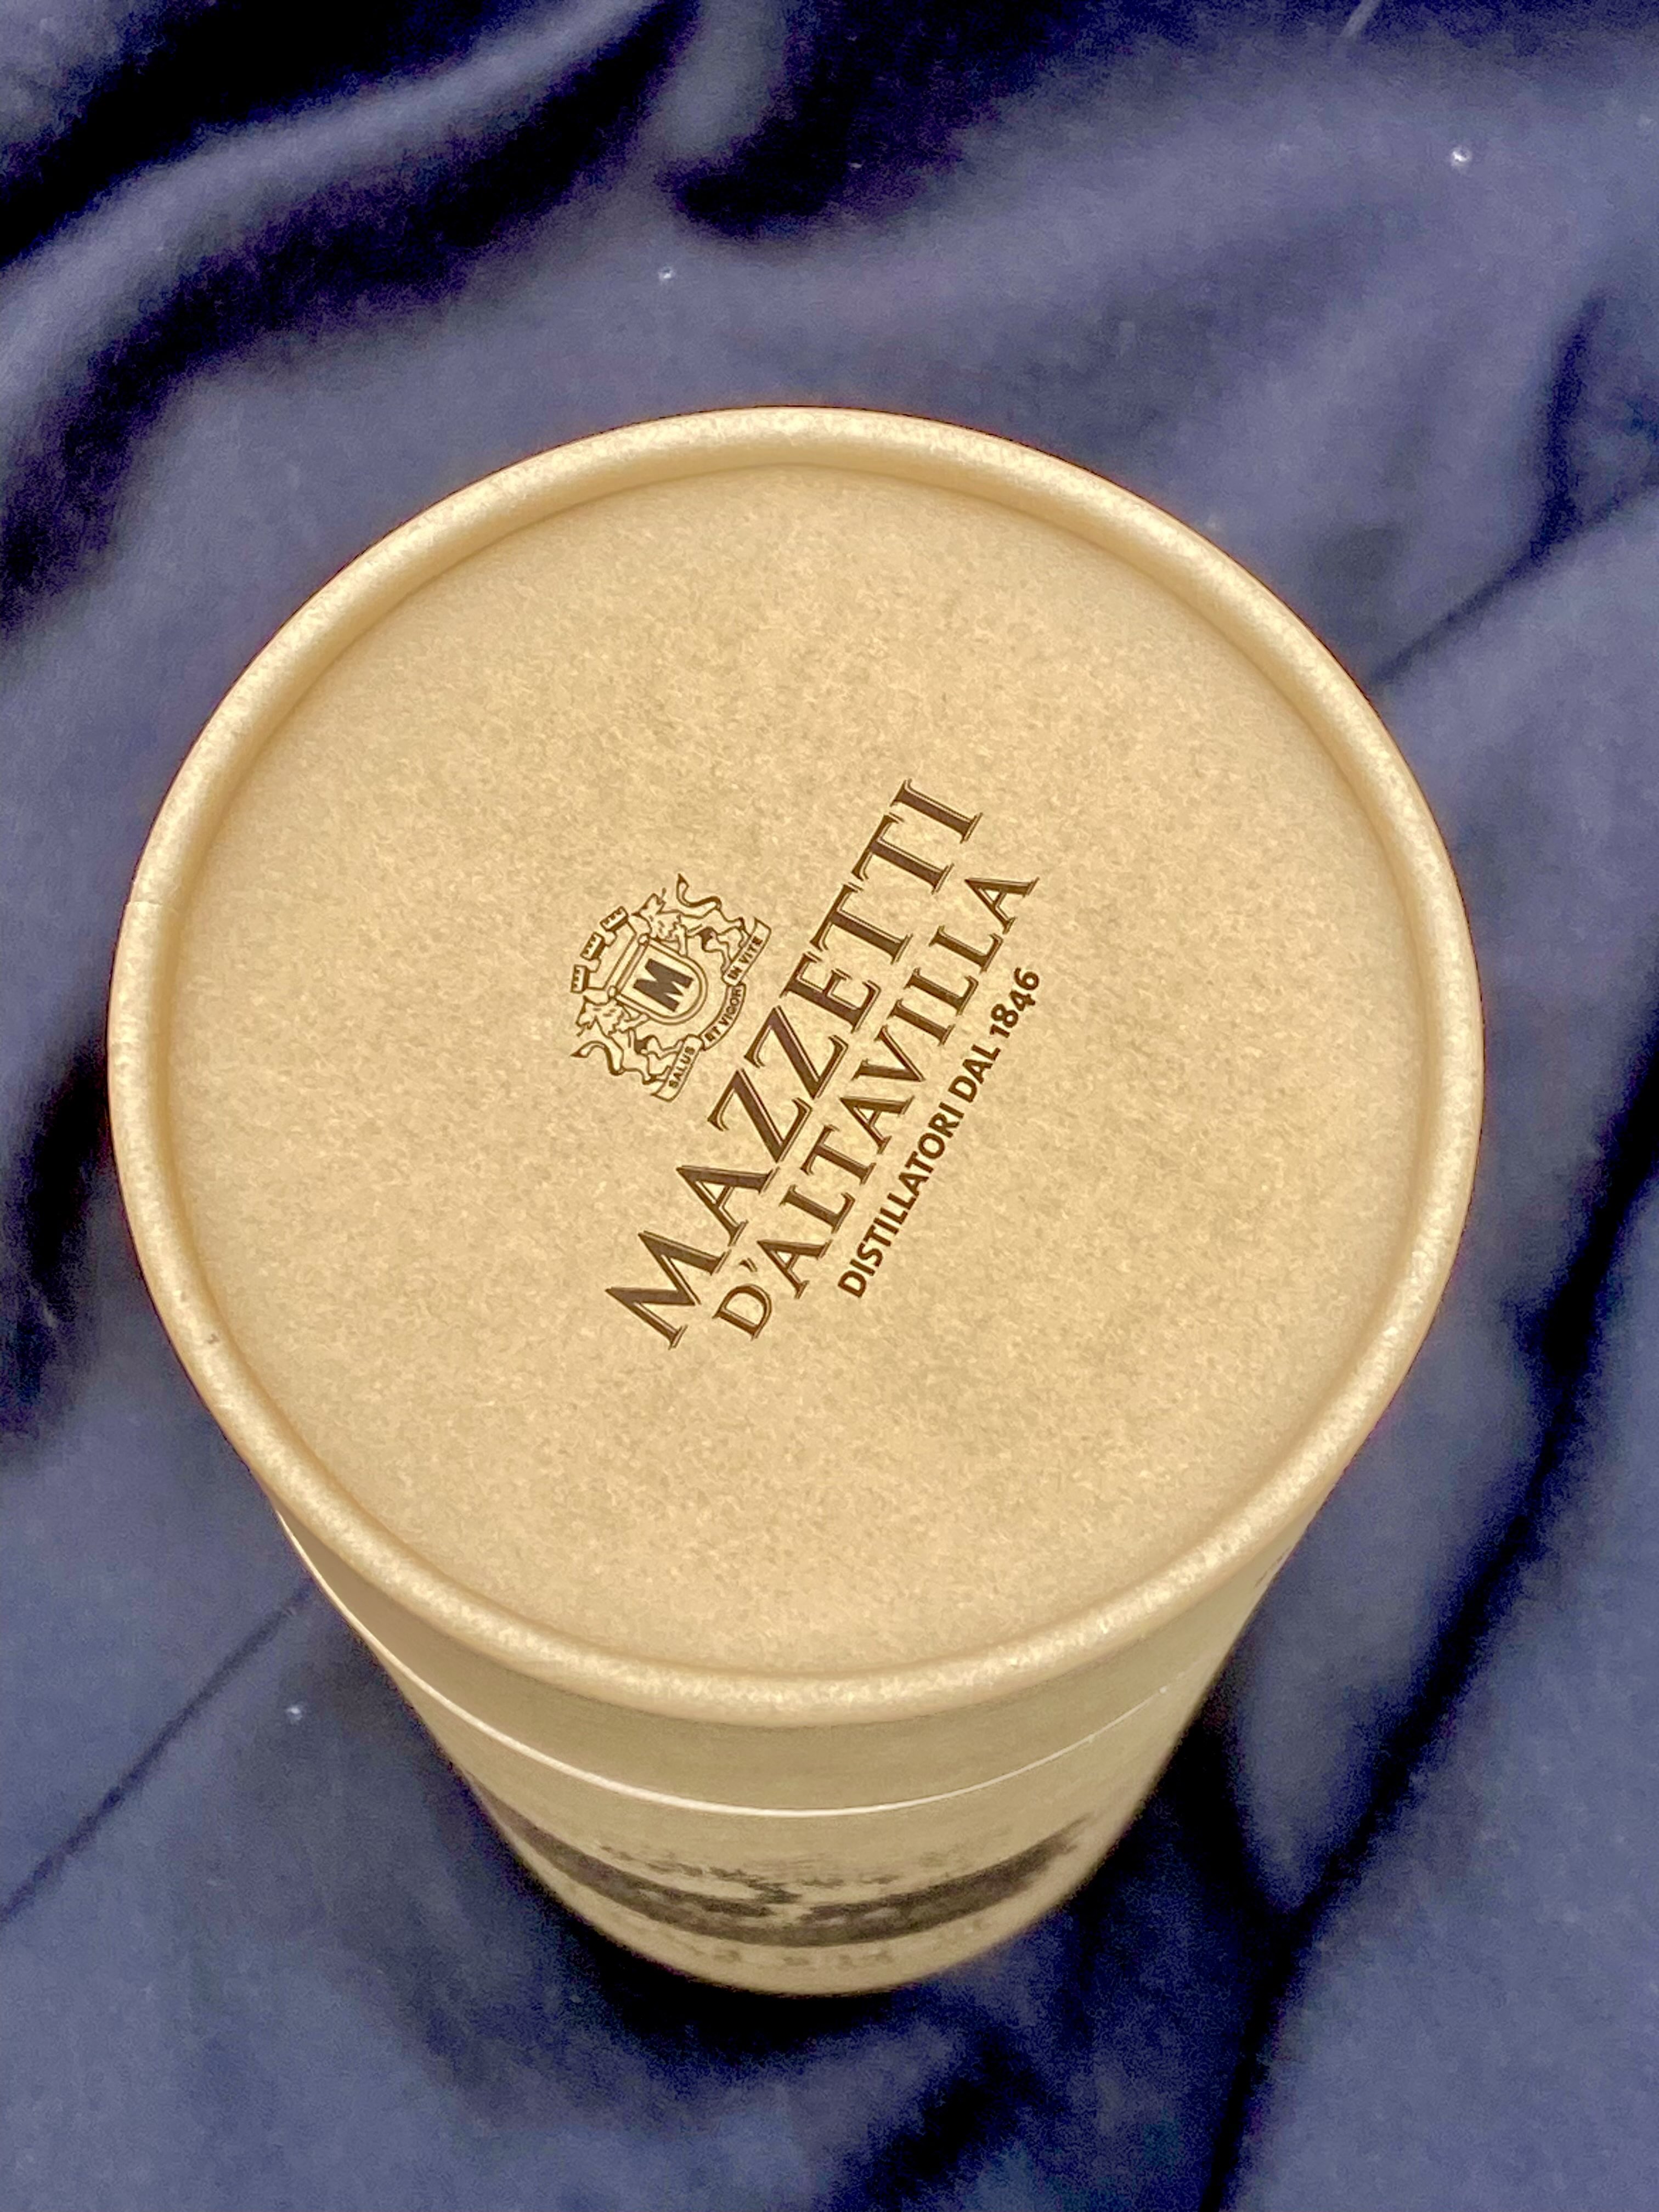 M
SALUS ET VIGOR IN VITE
MAZZETTI
D'ALTAVILLA
DISTILLATORI DAL 1846